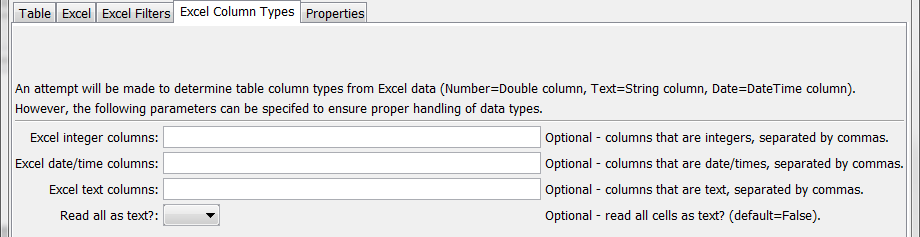 Table Excel Excel Filters Excel Column Types Properties
An attempt will be made to determine table column types from Excel data (Number=Double column, Text=String column, Date=DateTime column).
However, the following parameters can be specifed to ensure proper handling of data types.
Excel integer columns: Optional - columns that are integers, separated by commas.
Excel date/time columns: Optional - columns that are date/times, separated by commas.
Excel text columns: Optional - columns that are text, separated by commas.
Read all as text?: Optional - read all cells as text? (default=False).